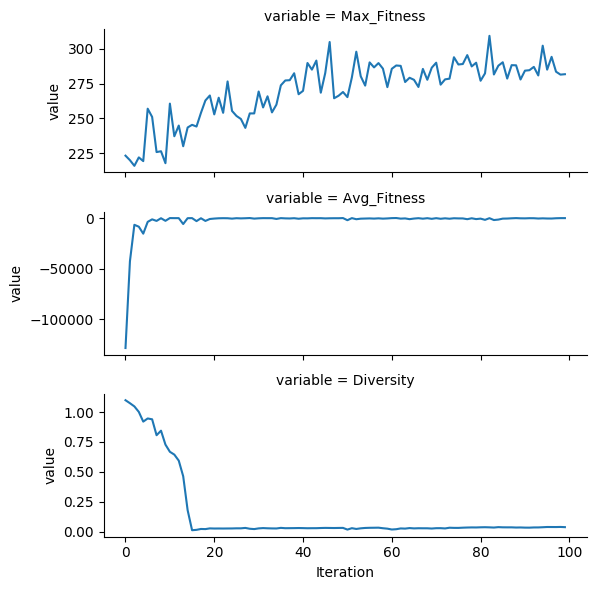 variable = Max_Fitness
300
275
250
225
value
variable = Avg_Fitness
0
−50000
−100000
value
variable = Diversity
1.00
0.75
0.50
0.25
0.00
value
0 20 40 60 80 100
Iteration